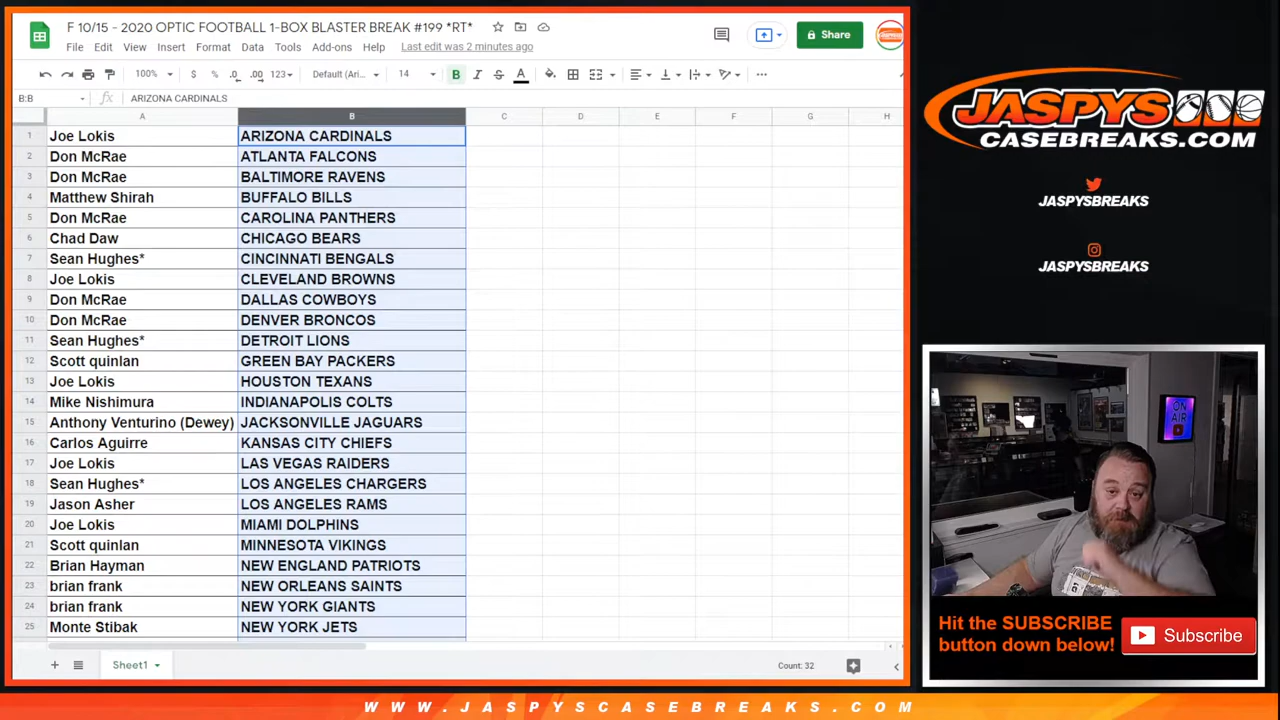 F 10/15 - 2020 OPTIC FOOTBALL 1-BOX BLASTER BREAK #199 *RT*
File Edit View Insert Format Data Tools Add-ons Help Last edit was 2 minutes ago
Share
100% $ % .0 .00 123 Default (Ari... 14 B I S A
B:B fx ARIZONA CARDINALS
A B C D E F G H
1 Joe Lokis ARIZONA CARDINALS
2 Don McRae ATLANTA FALCONS
3 Don McRae BALTIMORE RAVENS
4 Matthew Shirah BUFFALO BILLS
5 Don McRae CAROLINA PANTHERS
6 Chad Daw CHICAGO BEARS
7 Sean Hughes* CINCINNATI BENGALS
8 Joe Lokis CLEVELAND BROWNS
9 Don McRae DALLAS COWBOYS
10 Don McRae DENVER BRONCOS
11 Sean Hughes* DETROIT LIONS
12 Scott quinlan GREEN BAY PACKERS
13 Joe Lokis HOUSTON TEXANS
14 Mike Nishimura INDIANAPOLIS COLTS
15 Anthony Venturino (Dewey) JACKSONVILLE JAGUARS
16 Carlos Aguirre KANSAS CITY CHIEFS
17 Joe Lokis LAS VEGAS RAIDERS
18 Sean Hughes* LOS ANGELES CHARGERS
19 Jason Asher LOS ANGELES RAMS
20 Joe Lokis MIAMI DOLPHINS
21 Scott quinlan MINNESOTA VIKINGS
22 Brian Hayman NEW ENGLAND PATRIOTS
23 brian frank NEW ORLEANS SAINTS
24 brian frank NEW YORK GIANTS
25 Monte Stibak NEW YORK JETS
Sheet1
Count: 32
JASPYS
CASEBREAKS.COM
JASPYSBREAKS
JASPYSBREAKS
ON
AIR
Hit the SUBSCRIBE
button down below!
Subscribe
WWW.JASPYSCASEBREAKS.COM